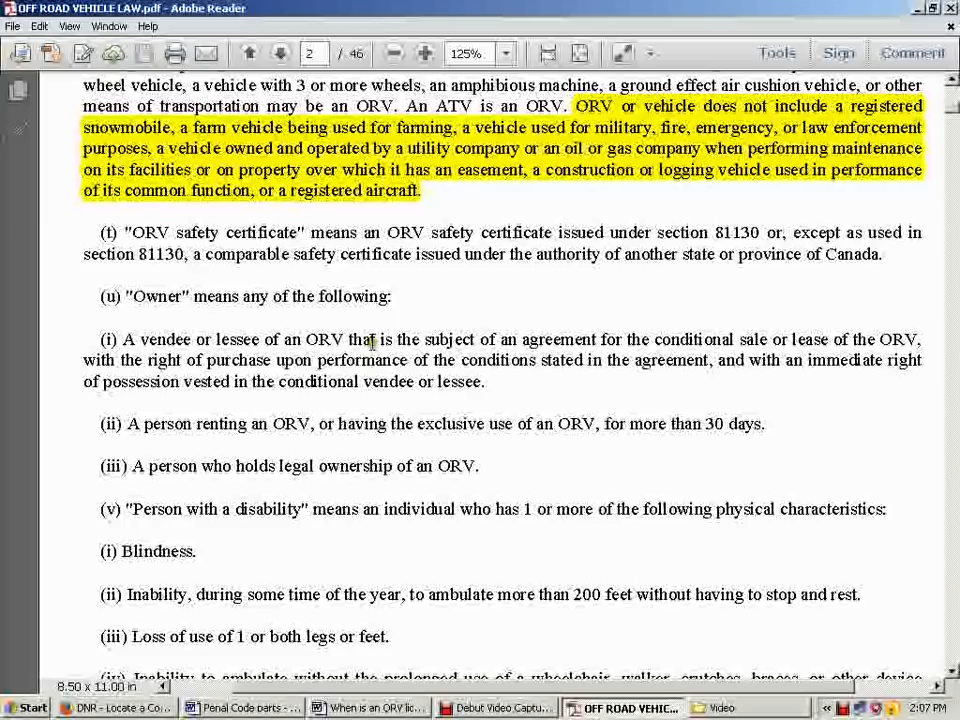 OFF ROAD VEHICLE LAW.pdf - Adobe Reader
File Edit View Window Help
2 / 46 125% Tools Sign Comment
wheel vehicle, a vehicle with 3 or more wheels, an amphibious machine, a ground effect air cushion vehicle, or other
means of transportation may be an ORV. An ATV is an ORV. ORV or vehicle does not include a registered
snowmobile, a farm vehicle being used for farming, a vehicle used for military, fire, emergency, or law enforcement
purposes, a vehicle owned and operated by a utility company or an oil or gas company when performing maintenance
on its facilities or on property over which it has an easement, a construction or logging vehicle used in performance
of its common function, or a registered aircraft.
(t) "ORV safety certificate" means an ORV safety certificate issued under section 81130 or, except as used in
section 81130, a comparable safety certificate issued under the authority of another state or province of Canada.
(u) "Owner" means any of the following:
(i) A vendee or lessee of an ORV that is the subject of an agreement for the conditional sale or lease of the ORV,
with the right of purchase upon performance of the conditions stated in the agreement, and with an immediate right
of possession vested in the conditional vendee or lessee.
(ii) A person renting an ORV, or having the exclusive use of an ORV, for more than 30 days.
(iii) A person who holds legal ownership of an ORV.
(v) "Person with a disability" means an individual who has 1 or more of the following physical characteristics:
(i) Blindness.
(ii) Inability, during some time of the year, to ambulate more than 200 feet without having to stop and rest.
(iii) Loss of use of 1 or both legs or feet.
(iv) Inability to ambulate without the prolonged use of a wheelchair, walker, crutches, braces, or other device
8.50 x 11.00 in
Start DNR - Locate a Co... Penal Code parts - ... When is an ORV lic... Debut Video Captu... OFF ROAD VEHIC... Video « 2:07 PM